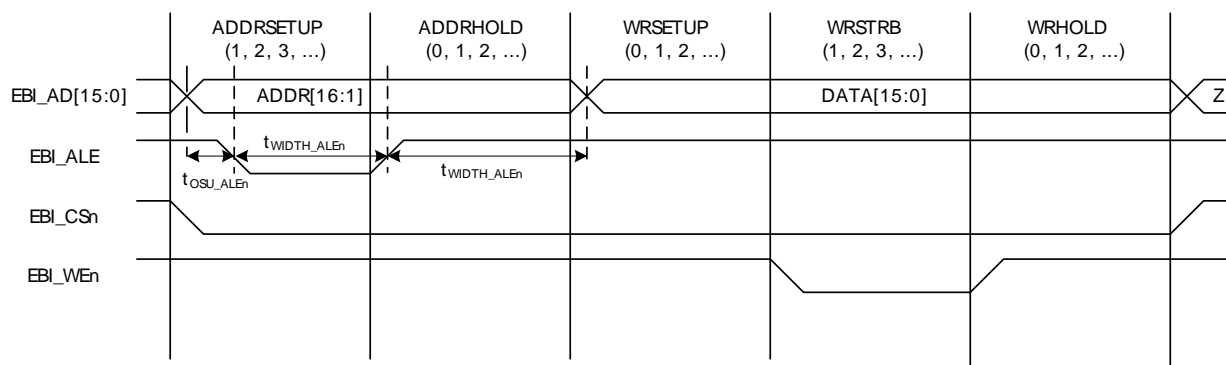 ADDRSETUP ADDRHOLD WRSETUP WRSTRB WRHOLD
(1, 2, 3, ...) (0, 1, 2, ...) (0, 1, 2, ...) (1, 2, 3, ...) (0, 1, 2, ...)
EBI_AD[15:0] ADDR[16:1] DATA[15:0] Z
EBI_ALE tWIDTH_ALEn
tOSU_ALEn tWIDTH_ALEn
EBI_CSn
EBI_WEn